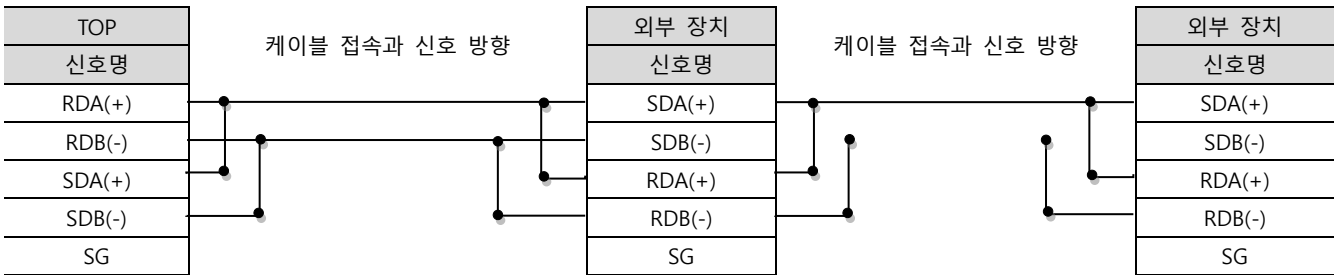 TOP 케이블 접속과 신호 방향 외부 장치 케이블 접속과 신호 방향 외부 장치
신호명 신호명 신호명
RDA(+) SDA(+) SDA(+)
RDB(-) SDB(-) SDB(-)
SDA(+) RDA(+) RDA(+)
SDB(-) RDB(-) RDB(-)
SG SG SG